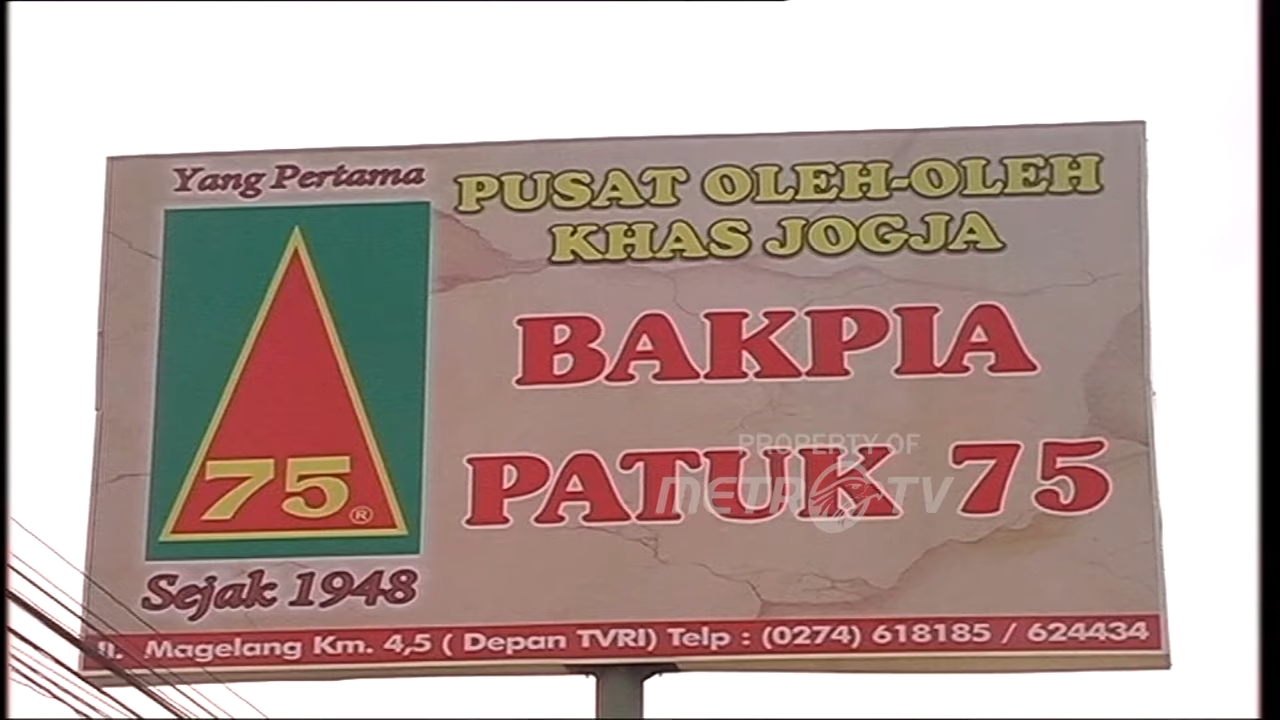 Yang Pertama
75
®
Sejak 1948
PUSAT OLEH-OLEH
KHAS JOGJA
BAKPIA
PATUK 75
PROPERTY OF
METRO TV
Jl. Magelang Km. 4,5 ( Depan TVRI) Telp : (0274) 618185 / 624434